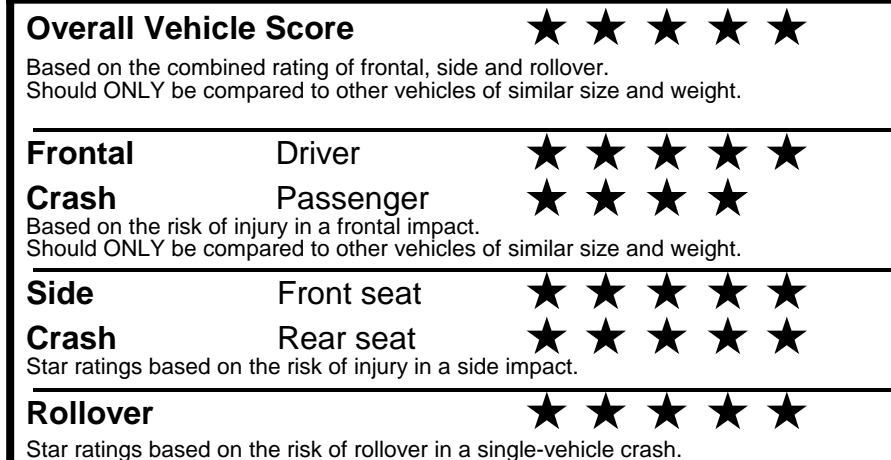 Overall Vehicle Score ★ ★ ★ ★ ★
Based on the combined rating of frontal, side and rollover.
Should ONLY be compared to other vehicles of similar size and weight.
Frontal Driver ★ ★ ★ ★ ★
Crash Passenger ★ ★ ★ ★
Based on the risk of injury in a frontal impact.
Should ONLY be compared to other vehicles of similar size and weight.
Side Front seat ★ ★ ★ ★ ★
Crash Rear seat ★ ★ ★ ★ ★
Star ratings based on the risk of injury in a side impact.
Rollover ★ ★ ★ ★ ★
Star ratings based on the risk of rollover in a single-vehicle crash.